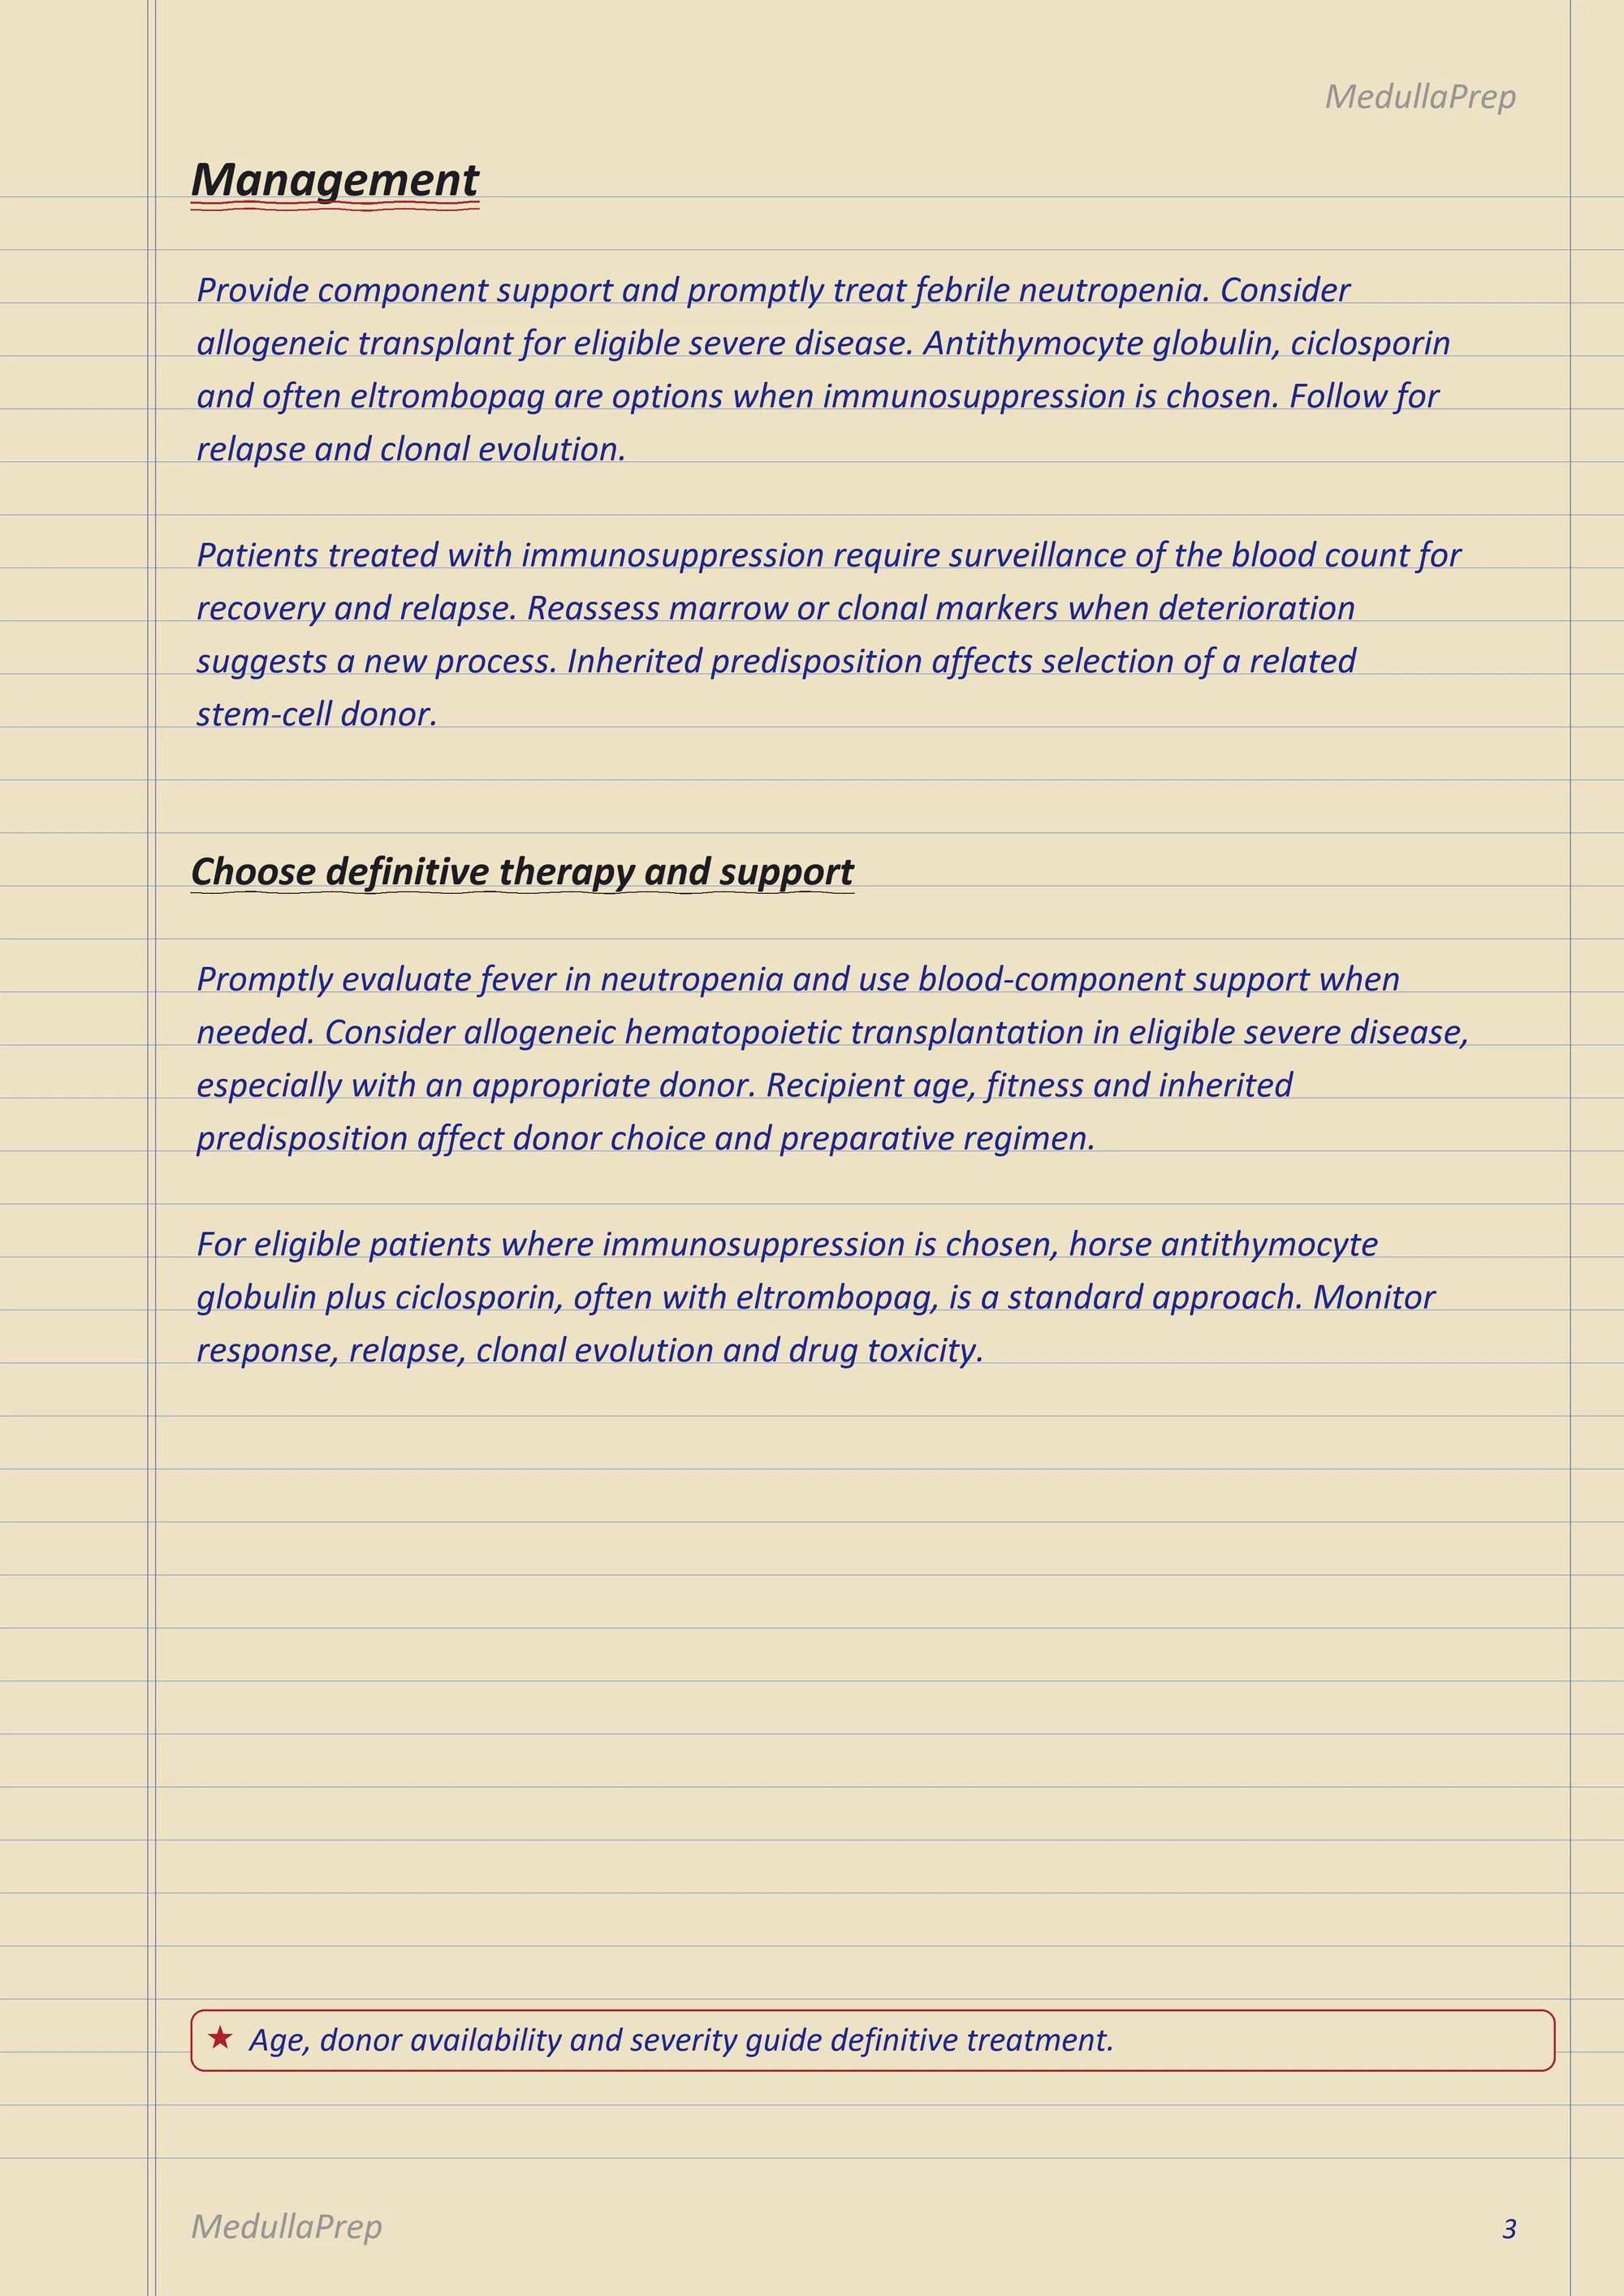 MedullaPrep
Management
Provide component support and promptly treat febrile neutropenia. Consider
allogeneic transplant for eligible severe disease. Antithymocyte globulin, ciclosporin
and often eltrombopag are options when immunosuppression is chosen. Follow for
relapse and clonal evolution.
Patients treated with immunosuppression require surveillance of the blood count for
recovery and relapse. Reassess marrow or clonal markers when deterioration
suggests a new process. Inherited predisposition affects selection of a related
stem-cell donor.
Choose definitive therapy and support
Promptly evaluate fever in neutropenia and use blood-component support when
needed. Consider allogeneic hematopoietic transplantation in eligible severe disease,
especially with an appropriate donor. Recipient age, fitness and inherited
predisposition affect donor choice and preparative regimen.
For eligible patients where immunosuppression is chosen, horse antithymocyte
globulin plus ciclosporin, often with eltrombopag, is a standard approach. Monitor
response, relapse, clonal evolution and drug toxicity.
★ Age, donor availability and severity guide definitive treatment.
MedullaPrep
3